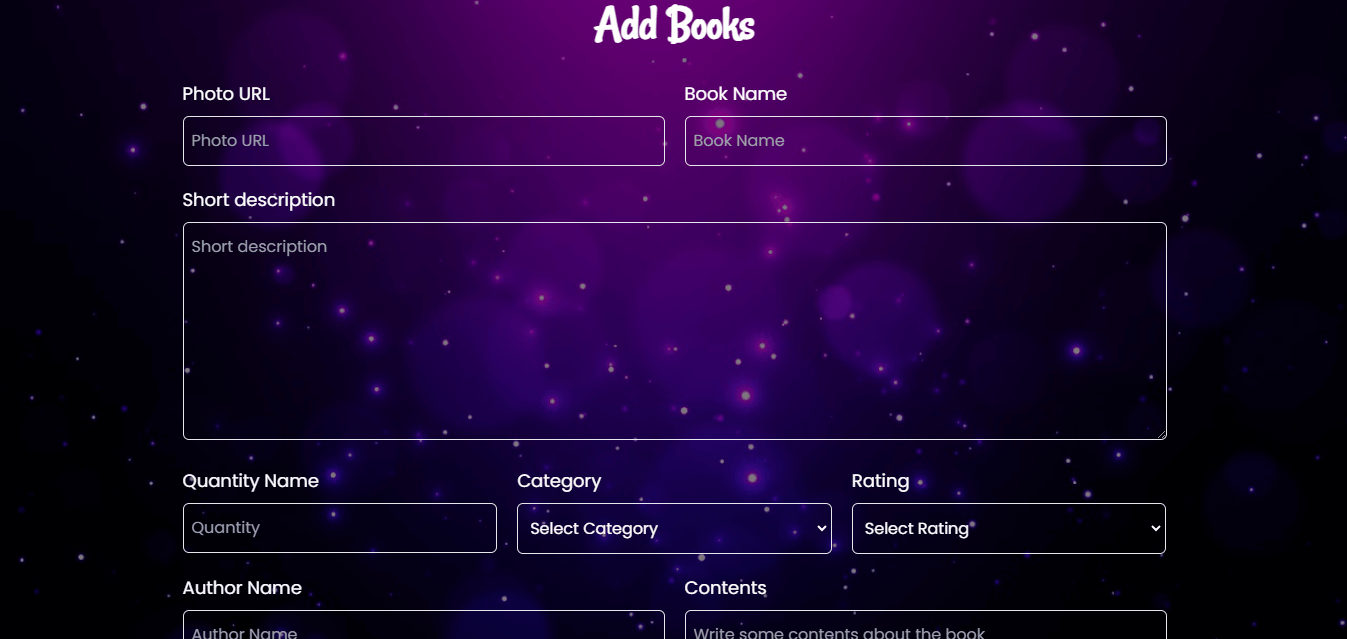 Add Books
Photo URL Book Name
Photo URL Book Name
Short description
Short description
Quantity Name Category Rating
Quantity Select Category Select Rating
Author Name Contents
Author Name Write some contents about the book